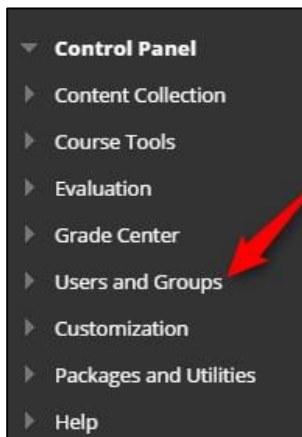 Control Panel
Content Collection
Course Tools
Evaluation
Grade Center
Users and Groups
Customization
Packages and Utilities
Help